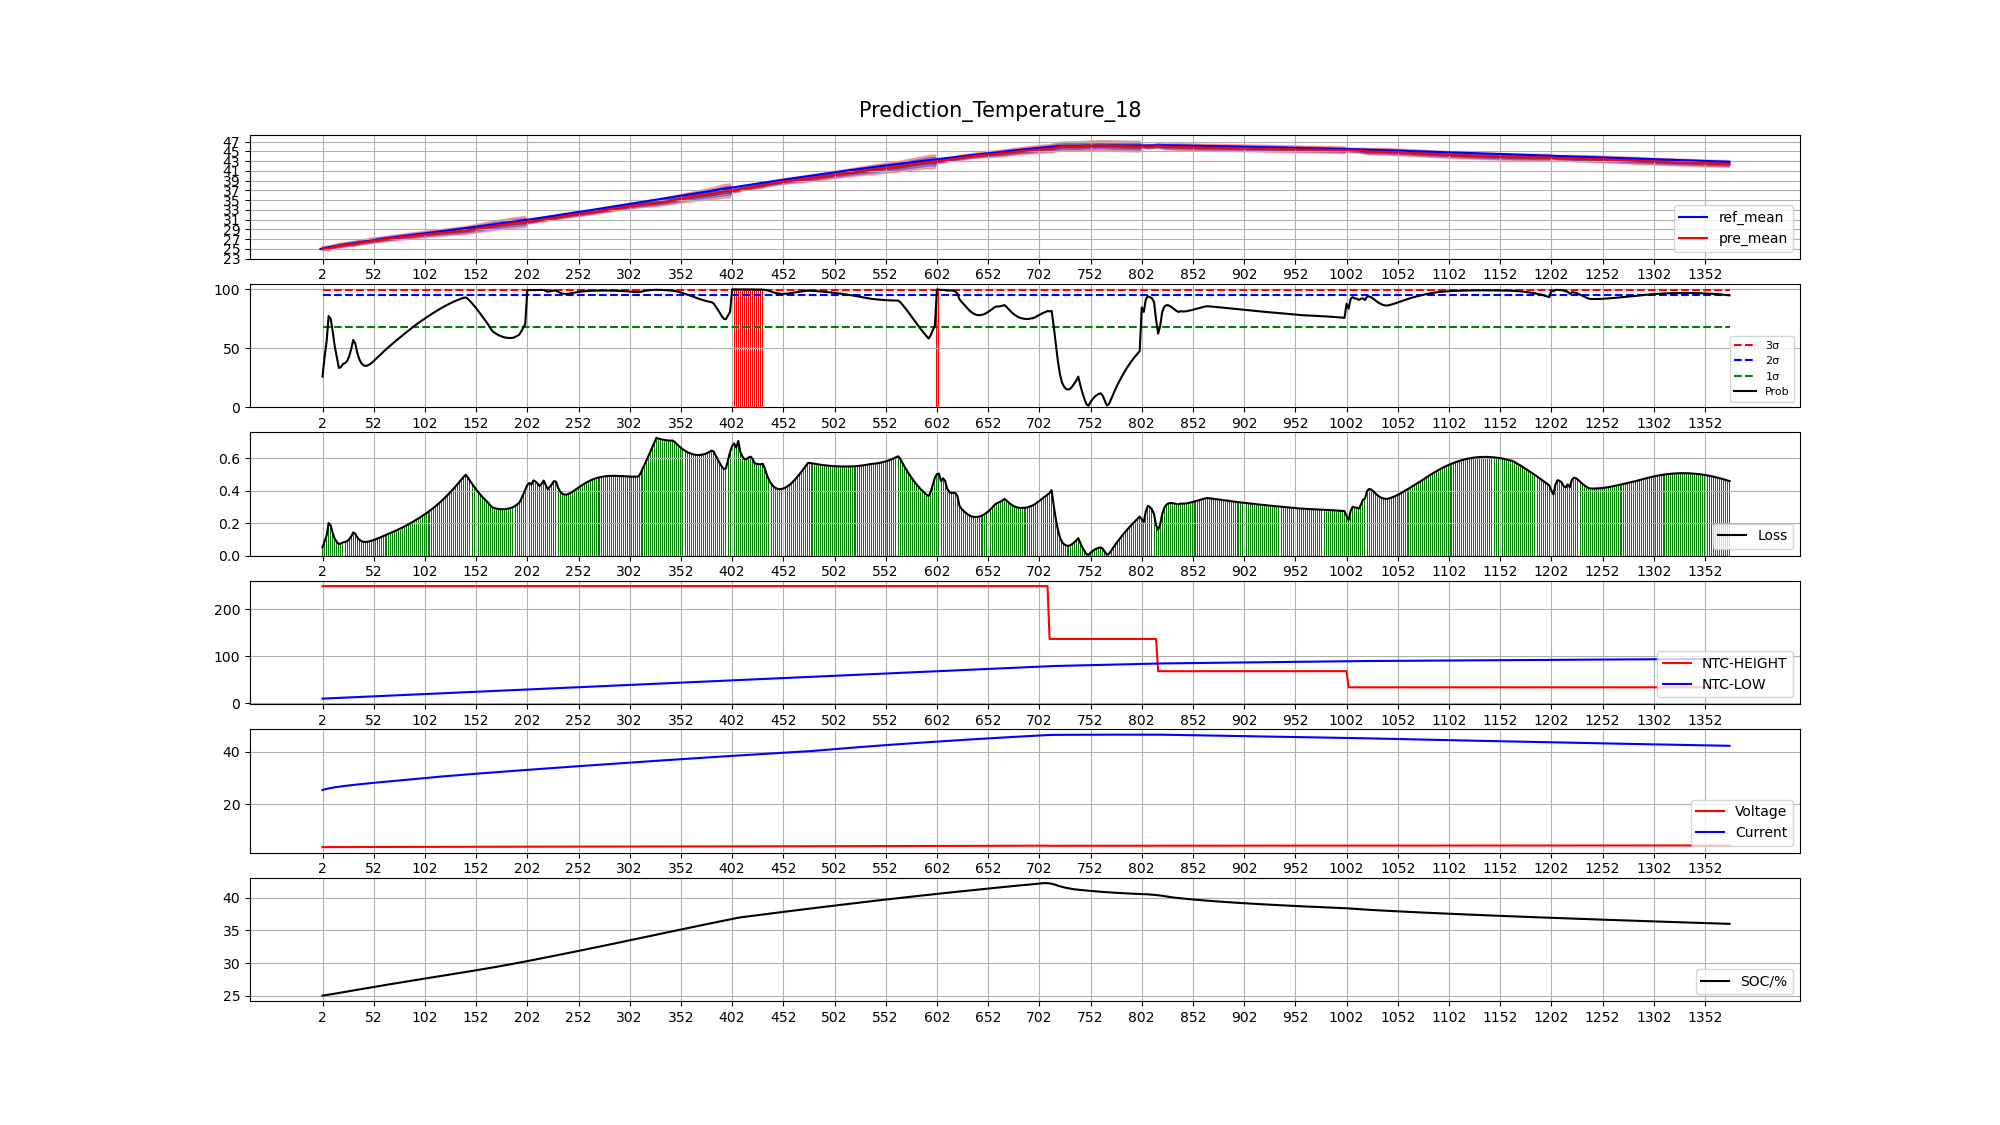 Prediction_Temperature_18
47
45
43
41
39
37
35
33
31
29
27
25
23
ref_mean
pre_mean
2 52 102 152 202 252 302 352 402 452 502 552 602 652 702 752 802 852 902 952 1002 1052 1102 1152 1202 1252 1302 1352
100
50
0
3σ
2σ
1σ
Prob
2 52 102 152 202 252 302 352 402 452 502 552 602 652 702 752 802 852 902 952 1002 1052 1102 1152 1202 1252 1302 1352
0.6
0.4
0.2
0.0
Loss
2 52 102 152 202 252 302 352 402 452 502 552 602 652 702 752 802 852 902 952 1002 1052 1102 1152 1202 1252 1302 1352
200
100
0
NTC-HEIGHT
NTC-LOW
2 52 102 152 202 252 302 352 402 452 502 552 602 652 702 752 802 852 902 952 1002 1052 1102 1152 1202 1252 1302 1352
40
20
Voltage
Current
2 52 102 152 202 252 302 352 402 452 502 552 602 652 702 752 802 852 902 952 1002 1052 1102 1152 1202 1252 1302 1352
40
35
30
25
SOC/%
2 52 102 152 202 252 302 352 402 452 502 552 602 652 702 752 802 852 902 952 1002 1052 1102 1152 1202 1252 1302 1352